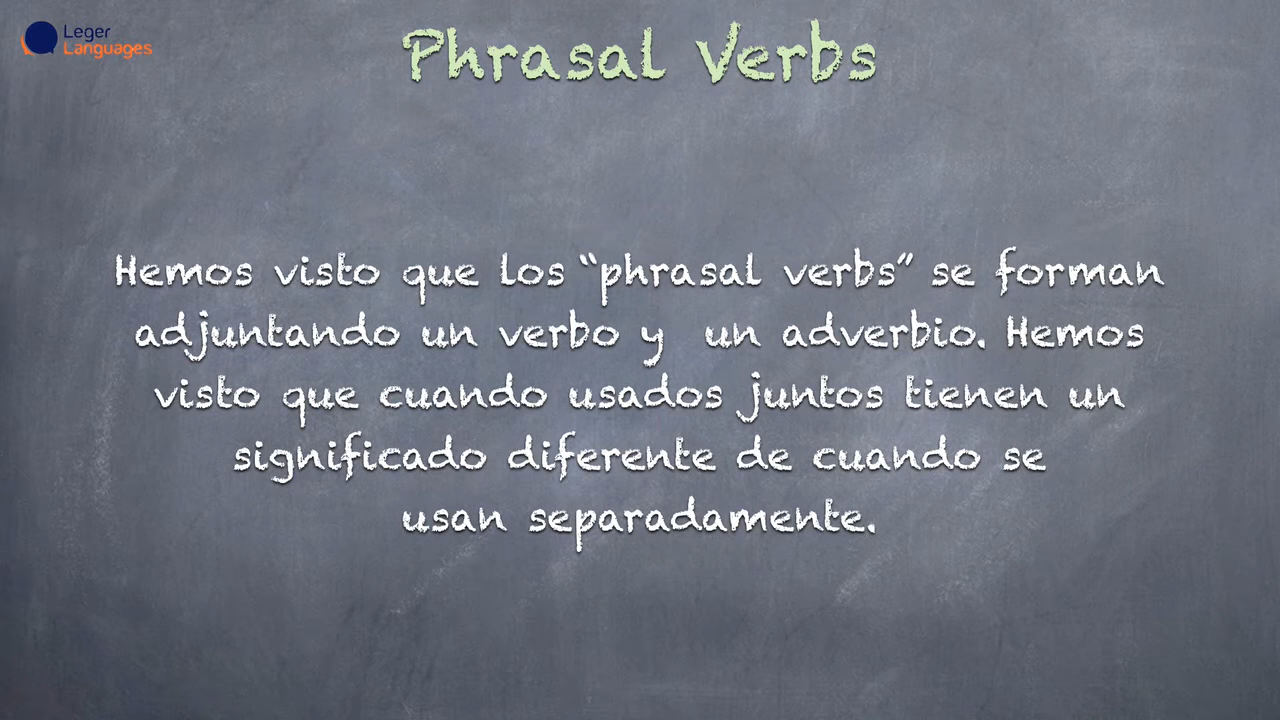 Leger
Languages
Phrasal Verbs
Hemos visto que los “phrasal verbs” se forman
adjuntando un verbo y un adverbio. Hemos
visto que cuando usados juntos tienen un
significado diferente de cuando se
usan separadamente.